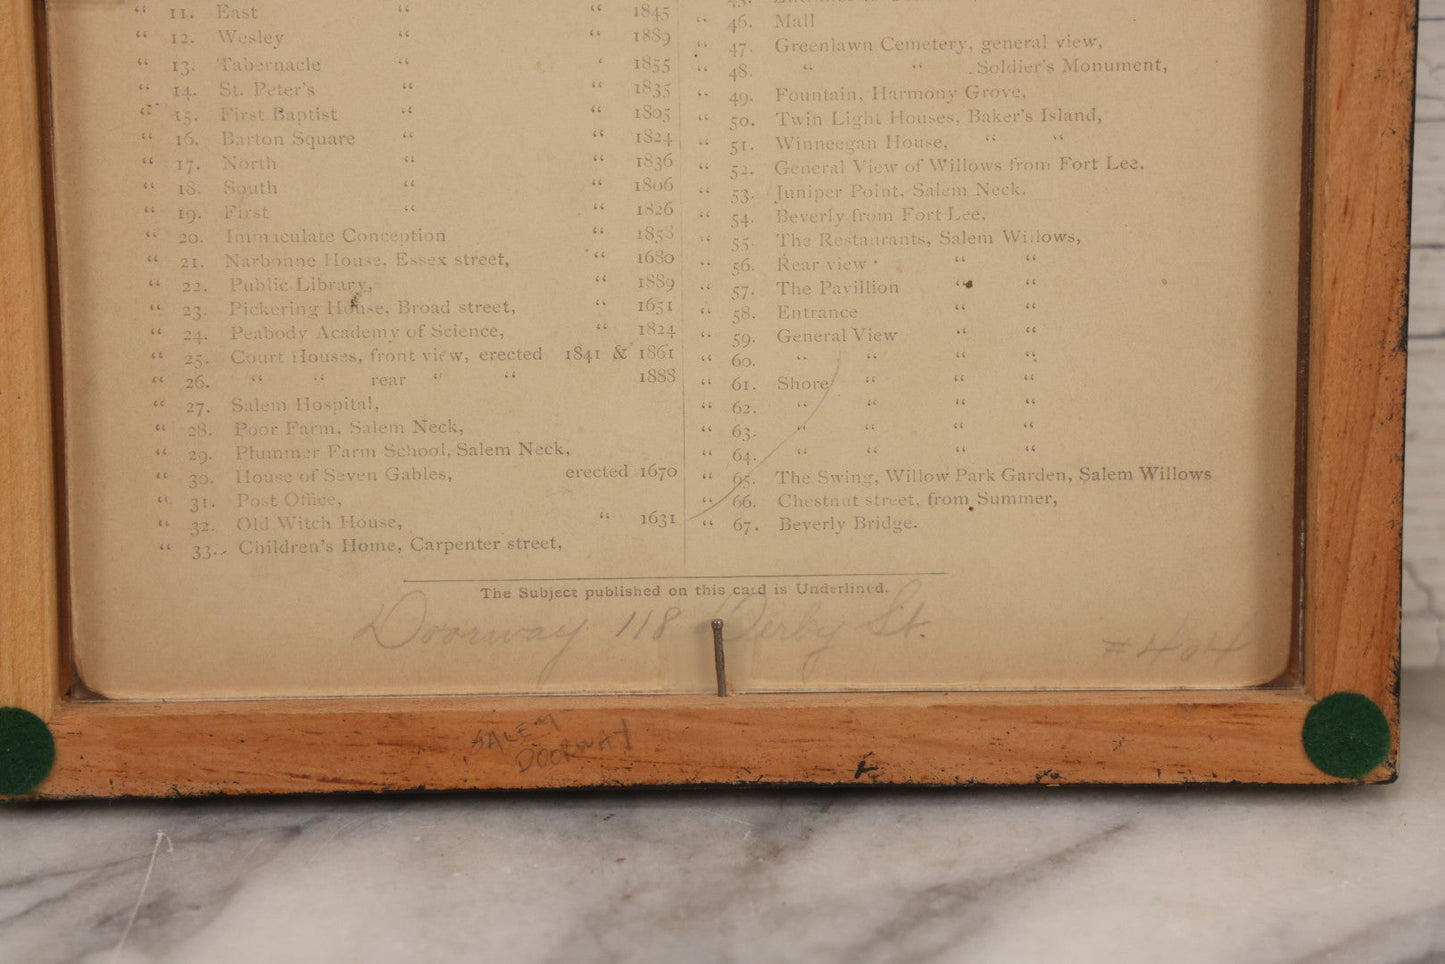 “ 11. East “ “ 1845
“ 12. Wesley “ “ 1889
“ 13. Tabernacle “ ‘ 1855
“ 14. St. Peter's “ “ 1835
“ 15. First Baptist “ “ 1805
“ 16. Barton Square “ “ 1824
“ 17. North “ “ 1836
“ 18. South “ “ 1806
“ 19. First “ “ 1826
“ 20. Immaculate Conception “ 1858
“ 21. Narbonne House, Essex street, “ 1680
“ 22. Public Library, “ 1889
“ 23. Pickering House, Broad street, “ 1651
“ 24. Peabody Academy of Science, “ 1824
“ 25. Court Houses, front view, erected 1841 & 1861
“ 26. “ “ rear “ “ 1888
“ 27. Salem Hospital,
“ 28. Poor Farm, Salem Neck,
“ 29. Plummer Farm School, Salem Neck,
“ 30. House of Seven Gables, erected 1670
“ 31. Post Office,
“ 32. Old Witch House, “ 1631
“ 33. Children's Home, Carpenter street,
“ 46. Mall
“ 47. Greenlawn Cemetery, general view,
“ 48. “ “ Soldier's Monument,
“ 49. Fountain, Harmony Grove,
“ 50. Twin Light Houses, Baker's Island,
“ 51. Winneegan House, “ “
“ 52. General View of Willows from Fort Lee.
“ 53. Juniper Point, Salem Neck.
“ 54. Beverly from Fort Lee.
“ 55. The Restaurants, Salem Willows,
“ 56. Rear view “ “
“ 57. The Pavillion “ “
“ 58. Entrance “ “
“ 59. General View “ “
“ 60. “ “ “ “
“ 61. Shore “ “ “
“ 62. “ “ “ “
“ 63. “ “ “ “
“ 64. “ “ “ “
“ 65. The Swing, Willow Park Garden, Salem Willows
“ 66. Chestnut street, from Summer,
“ 67. Beverly Bridge.
The Subject published on this card is Underlined.
Doorway 118 Derby St.
#404
SALEM
DOORWAY